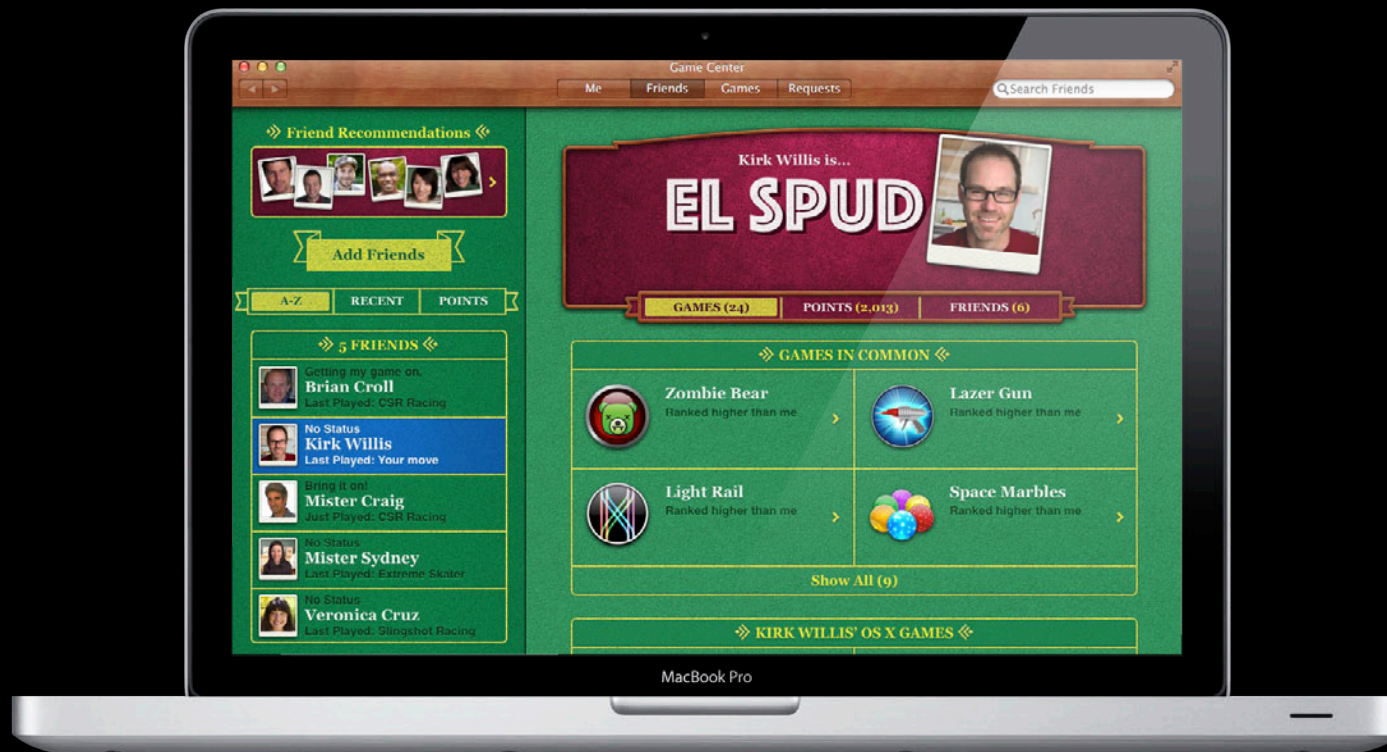 Game Center
Me Friends Games Requests
Search Friends
Friend Recommendations
Add Friends
A-Z RECENT POINTS
5 FRIENDS
Getting my game on.
Brian Croll
Last Played: CSR Racing
No Status
Kirk Willis
Last Played: Your move
Bring it on!
Mister Craig
Just Played: CSR Racing
No Status
Mister Sydney
Last Played: Extreme Skater
No Status
Veronica Cruz
Last Played: Slingshot Racing
Kirk Willis is...
EL SPUD
GAMES (24) POINTS (2,013) FRIENDS (6)
GAMES IN COMMON
Zombie Bear
Ranked higher than me
Lazer Gun
Ranked higher than me
Light Rail
Ranked higher than me
Space Marbles
Ranked higher than me
Show All (9)
KIRK WILLIS' OS X GAMES
MacBook Pro